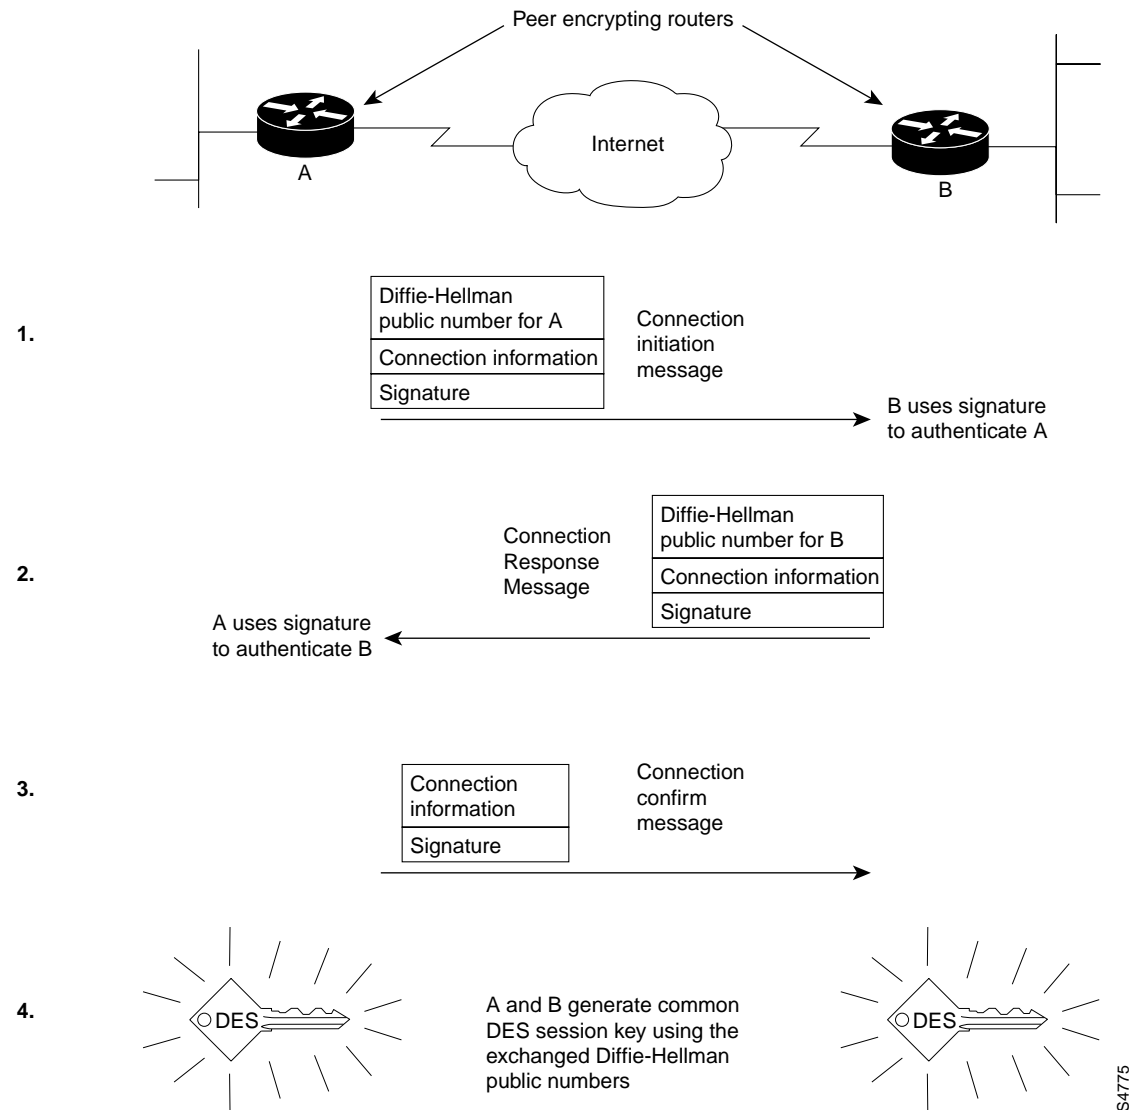 Peer encrypting routers
Internet
A
B
1.
Diffie-Hellman
public number for A
Connection information
Signature
Connection
initiation
message
B uses signature
to authenticate A
2.
Connection
Response
Message
Diffie-Hellman
public number for B
Connection information
Signature
A uses signature
to authenticate B
3.
Connection
information
Signature
Connection
confirm
message
4.
DES
A and B generate common
DES session key using the
exchanged Diffie-Hellman
public numbers
DES
S4775